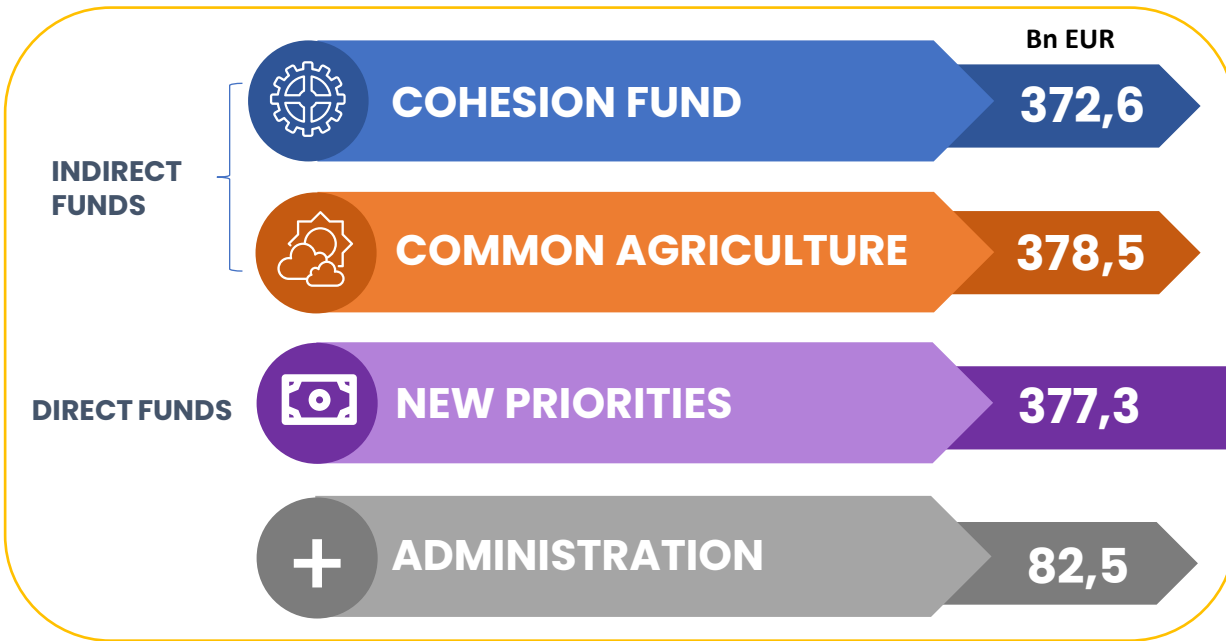 Bn EUR
COHESION FUND
372,6
INDIRECT
FUNDS
COMMON AGRICULTURE
378,5
DIRECT FUNDS
NEW PRIORITIES
377,3
ADMINISTRATION
82,5